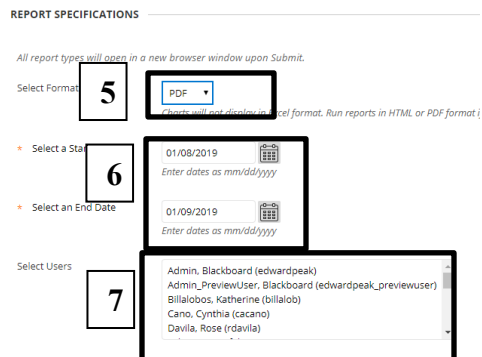 REPORT SPECIFICATIONS
All report types will open in a new browser window upon Submit.
Select Format
5
PDF
Charts will not display in Excel format. Run reports in HTML or PDF format
* Select a
6
01/08/2019
Enter dates as mm/dd/yyyy
* Select an End Date
01/09/2019
Enter dates as mm/dd/yyyy
Select Users
7
Admin, Blackboard (edwardpeak)
Admin_PreviewUser, Blackboard (edwardpeak_previewuser)
Billalobos, Katherine (billalob)
Cano, Cynthia (cacano)
Davila, Rose (rdavila)